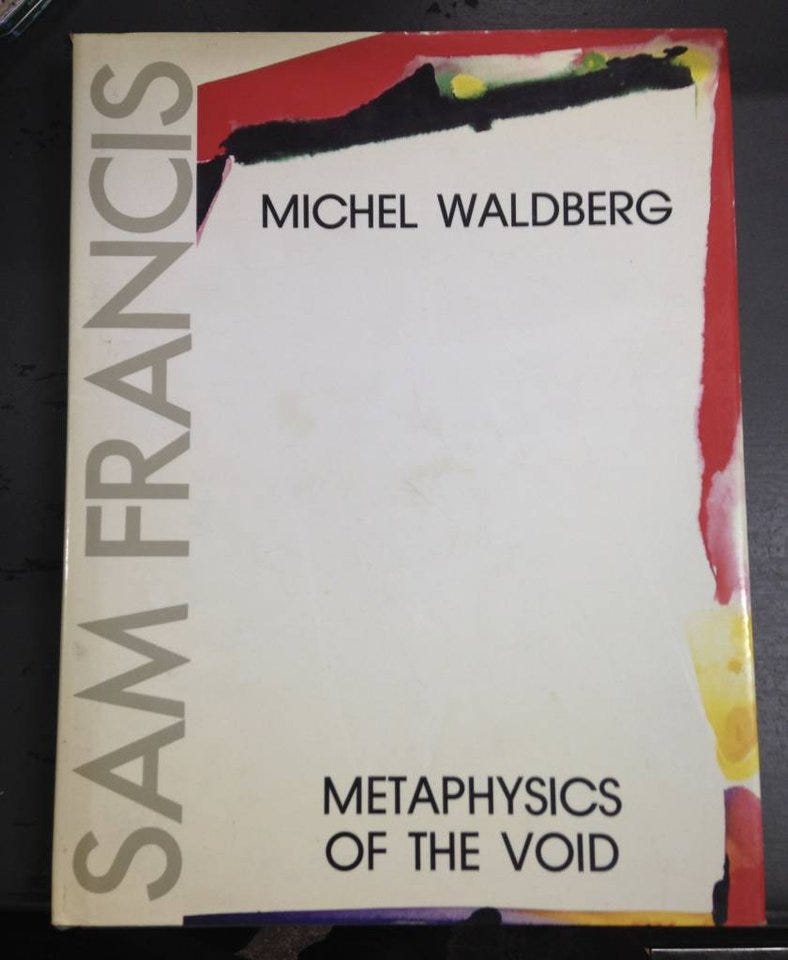 SAM FRANCIS
MICHEL WALDBERG
METAPHYSICS
OF THE VOID